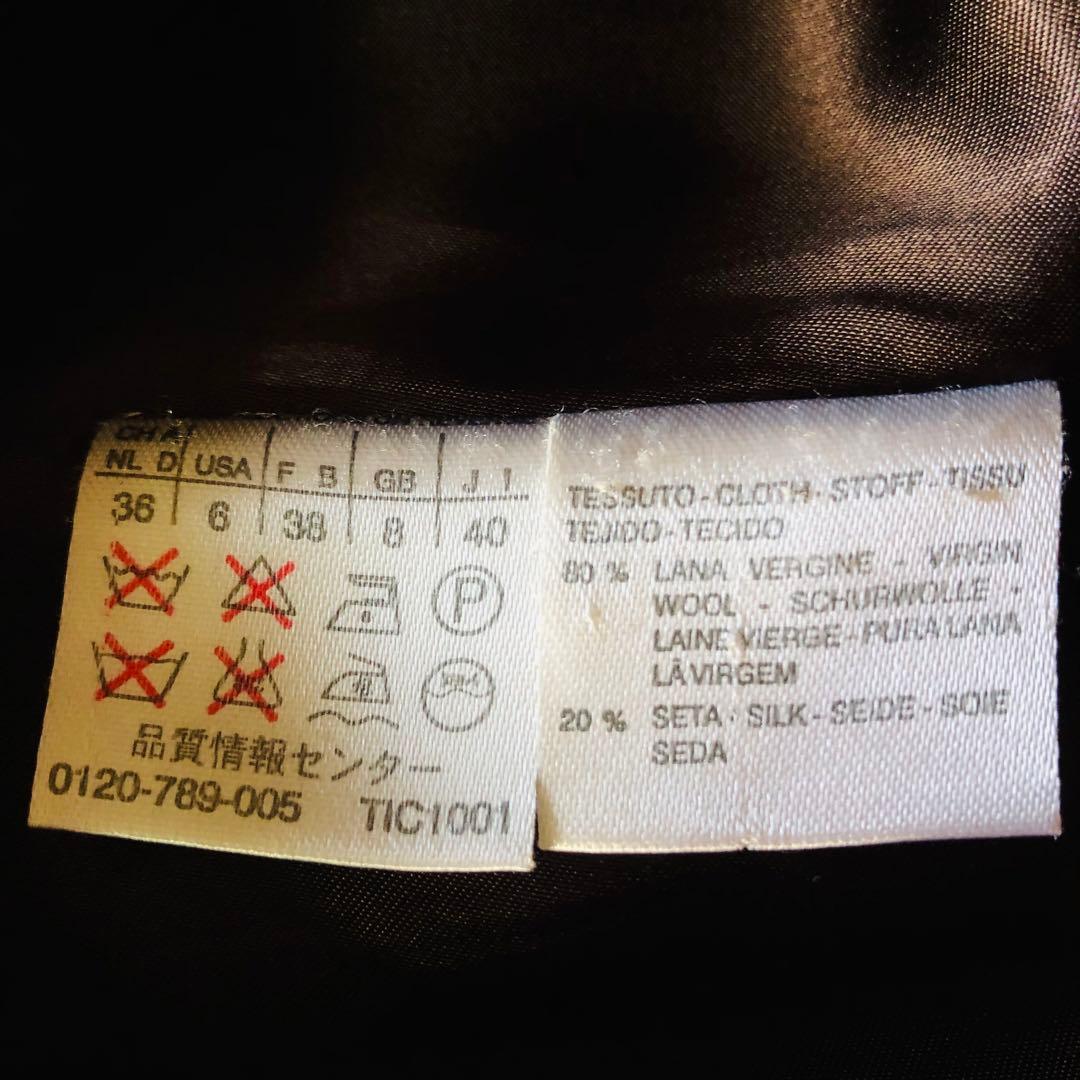 NL D USA F B GB J I
36 6 38 8 40
P
品質情報センター
0120-789-005 TIC1001
TESSUTO-CLOTH-STOFF-TISSU
TEJIDO-TECIDO
80 % LANA VERGINE - VIRGIN
WOOL - SCHURWOLLE -
LAINE VIERGE-PURA LANA
LÃ VIRGEM
20 % SETA-SILK-SEIDE-SOIE
SEDA